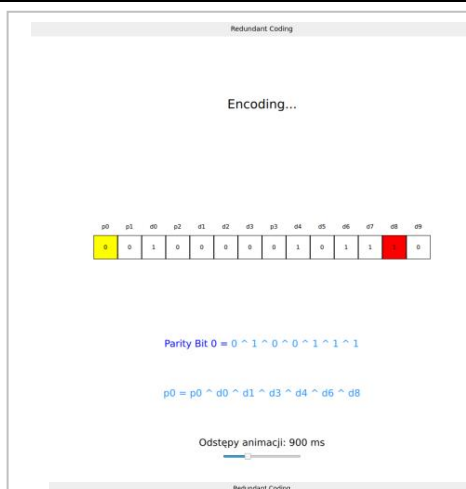 Redundant Coding
Encoding...
p0 p1 d0 p2 d1 d2 d3 p3 d4 d5 d6 d7 d8 d9
0 0 1 0 0 0 0 0 1 0 1 1 1 0
Parity Bit 0 = 0 ^ 1 ^ 0 ^ 0 ^ 1 ^ 1 ^ 1
p0 = p0 ^ d0 ^ d1 ^ d3 ^ d4 ^ d6 ^ d8
Odstępy animacji: 900 ms
Redundant Coding